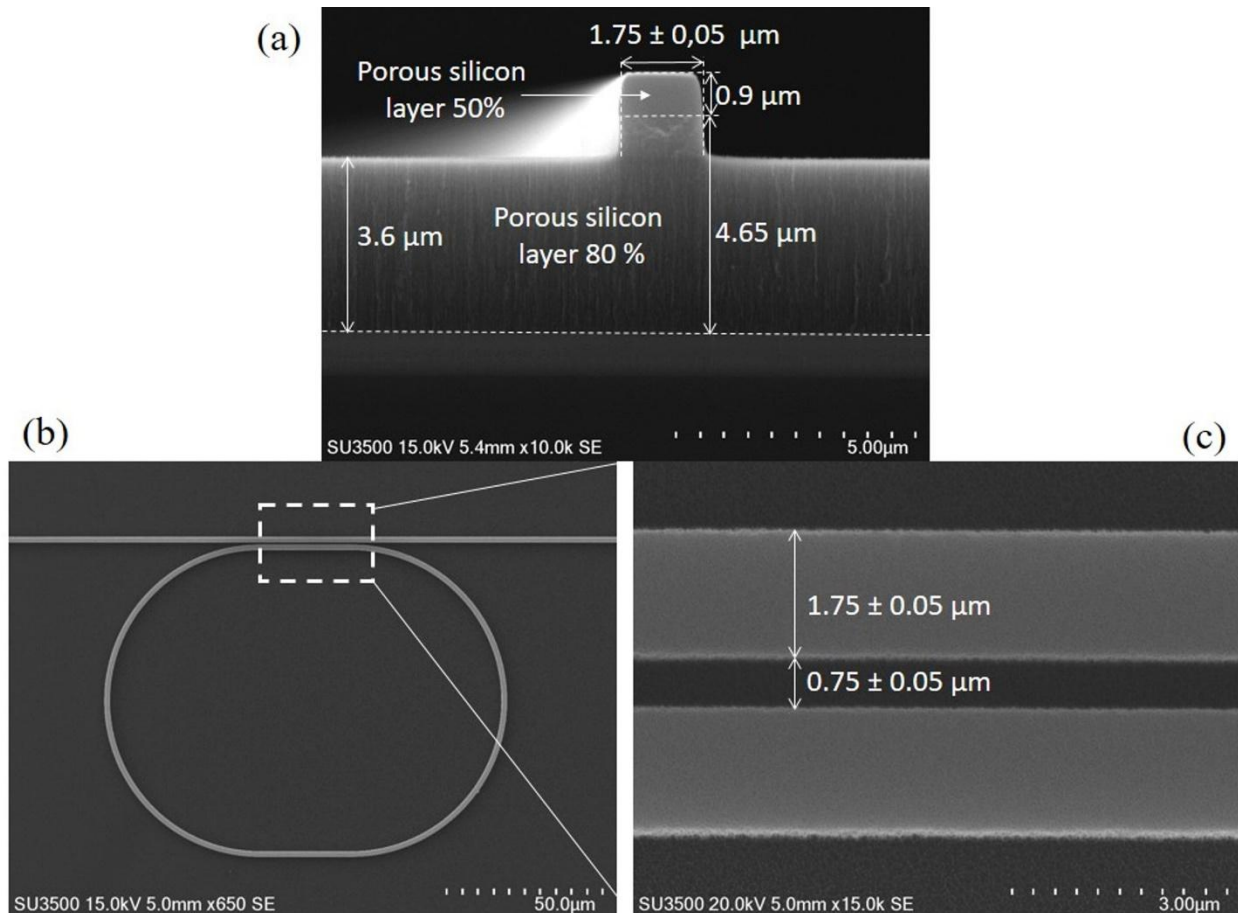 (a)
1.75 ± 0,05 μm
Porous silicon
layer 50%
0.9 μm
Porous silicon
layer 80 %
3.6 μm
4.65 μm
SU3500 15.0kV 5.4mm x10.0k SE
5.00μm
(b)
SU3500 15.0kV 5.0mm x650 SE
50.0μm
(c)
1.75 ± 0.05 μm
0.75 ± 0.05 μm
SU3500 20.0kV 5.0mm x15.0k SE
3.00μm